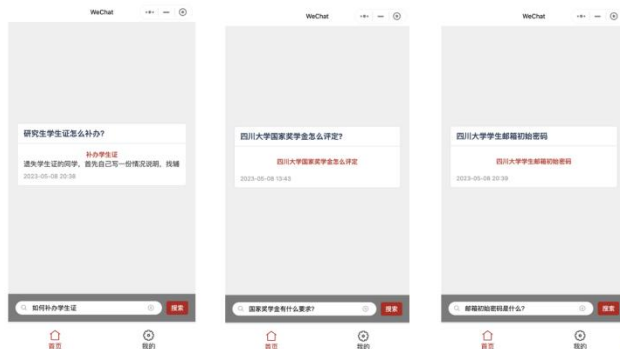 WeChat
研究生学生证怎么补办?
补办学生证
遗失学生证的同学，首先自己写一份情况说明，找辅
2023-05-08 20:38
如何补办学生证
搜索
首页
我的
WeChat
四川大学国家奖学金怎么评定?
四川大学国家奖学金怎么评定
2023-05-08 13:43
国家奖学金有什么要求?
搜索
首页
我的
WeChat
四川大学学生邮箱初始密码
四川大学学生邮箱初始密码
2023-05-08 20:39
邮箱初始密码是什么?
搜索
首页
我的